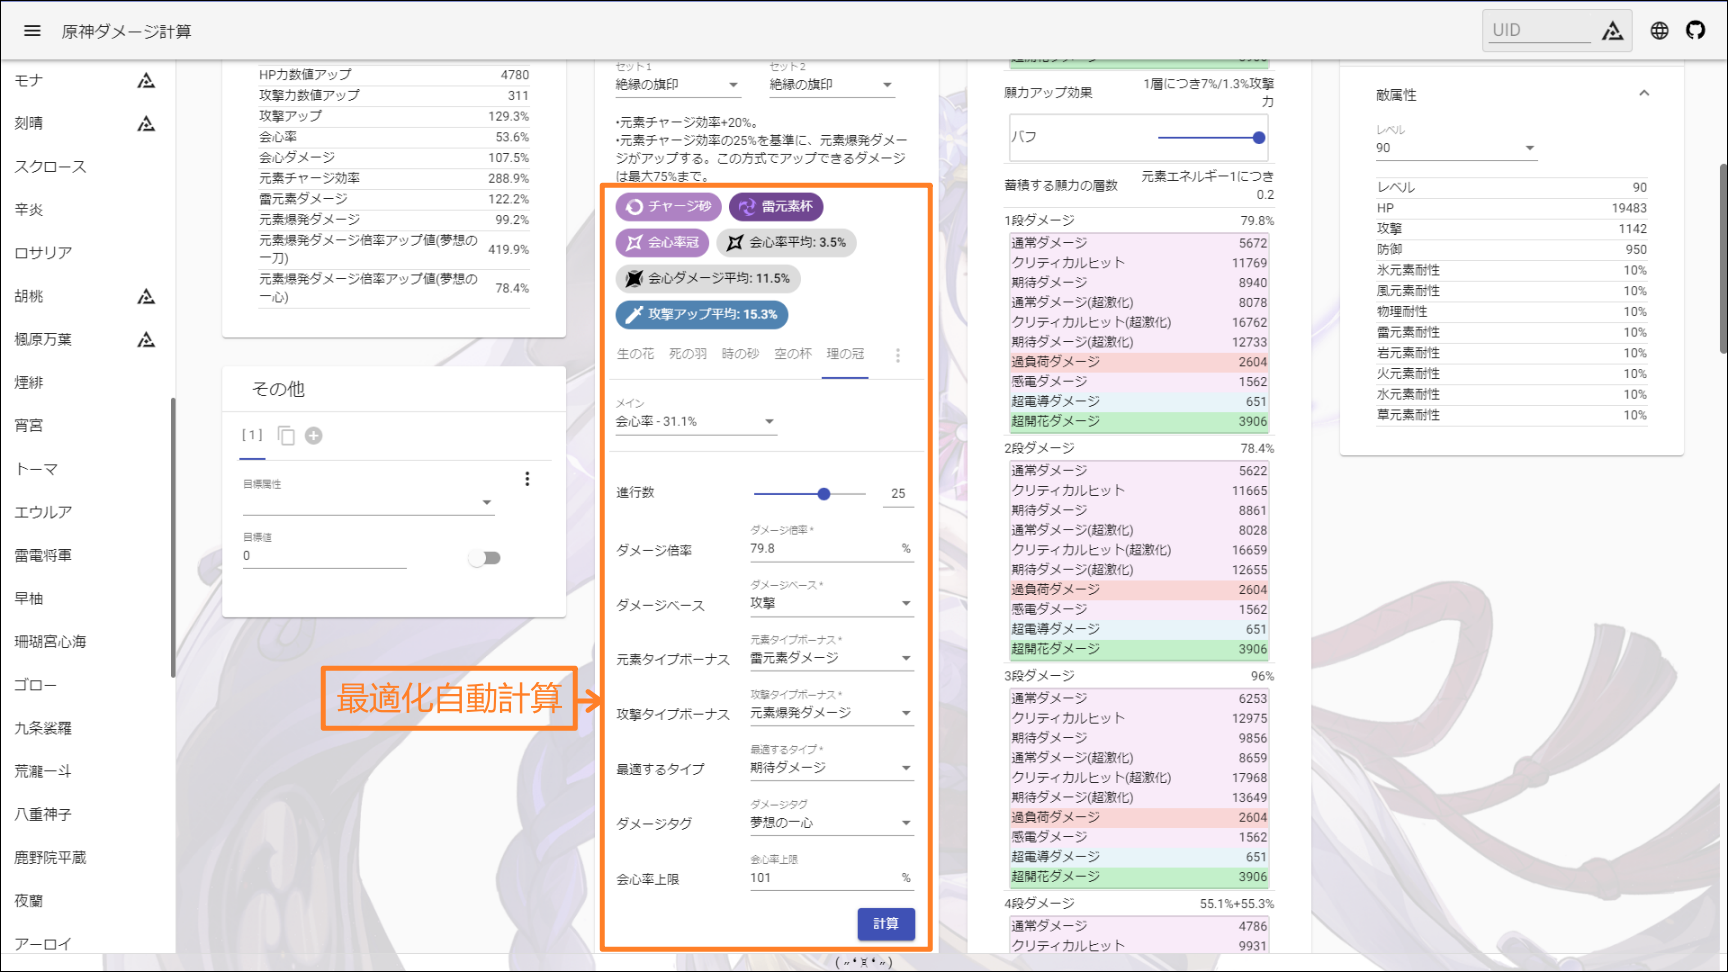 原神ダメージ計算
UID
モナ
刻晴
スクロース
辛炎
ロサリア
胡桃
楓原万葉
煙緋
宵宮
トーマ
エウルア
雷電将軍
早柚
珊瑚宮心海
ゴロー
九条裟羅
荒瀧一斗
八重神子
鹿野院平蔵
夜蘭
アーロイ
HP力数値アップ 4780
攻撃力数値アップ 311
攻撃アップ 129.3%
会心率 53.6%
会心ダメージ 107.5%
元素チャージ効率 288.9%
雷元素ダメージ 122.2%
元素爆発ダメージ 99.2%
元素爆発ダメージ倍率アップ値(夢想の
一刀) 419.9%
元素爆発ダメージ倍率アップ値(夢想の
一心) 78.4%
その他
[1]
目標属性
目標値
0
最適化自動計算
セット1 セット2
絶縁の旗印 絶縁の旗印
•元素チャージ効率+20%。
•元素チャージ効率の25%を基準に、元素爆発ダメー
ジがアップする。この方式でアップできるダメージ
は最大75%まで。
チャージ砂 雷元素杯
会心率冠 会心率平均: 3.5%
会心ダメージ平均: 11.5%
攻撃アップ平均: 15.3%
生の花 死の羽 時の砂 空の杯 理の冠
メイン
会心率 - 31.1%
進行数 25
ダメージ倍率 *
ダメージ倍率 79.8 %
ダメージベース *
ダメージベース 攻撃
元素タイプボーナス *
元素タイプボーナス 雷元素ダメージ
攻撃タイプボーナス *
攻撃タイプボーナス 元素爆発ダメージ
最適するタイプ *
最適するタイプ 期待ダメージ
ダメージタグ
ダメージタグ 夢想の一心
会心率上限
会心率上限 101 %
計算
超開花ダメージ 3906
願力アップ効果 1層につき7%/1.3%攻撃
力
バフ
蓄積する願力の層数 元素エネルギー1につき
0.2
1段ダメージ 79.8%
通常ダメージ 5672
クリティカルヒット 11769
期待ダメージ 8940
通常ダメージ(超激化) 8078
クリティカルヒット(超激化) 16762
期待ダメージ(超激化) 12733
過負荷ダメージ 2604
感電ダメージ 1562
超電導ダメージ 651
超開花ダメージ 3906
2段ダメージ 78.4%
通常ダメージ 5622
クリティカルヒット 11665
期待ダメージ 8861
通常ダメージ(超激化) 8028
クリティカルヒット(超激化) 16659
期待ダメージ(超激化) 12655
過負荷ダメージ 2604
感電ダメージ 1562
超電導ダメージ 651
超開花ダメージ 3906
3段ダメージ 96%
通常ダメージ 6253
クリティカルヒット 12975
期待ダメージ 9856
通常ダメージ(超激化) 8659
クリティカルヒット(超激化) 17968
期待ダメージ(超激化) 13649
過負荷ダメージ 2604
感電ダメージ 1562
超電導ダメージ 651
超開花ダメージ 3906
4段ダメージ 55.1%+55.3%
通常ダメージ 4786
クリティカルヒット 9931
敵属性
レベル
90
レベル 90
HP 19483
攻撃 1142
防御 950
氷元素耐性 10%
風元素耐性 10%
物理耐性 10%
雷元素耐性 10%
岩元素耐性 10%
火元素耐性 10%
水元素耐性 10%
草元素耐性 10%